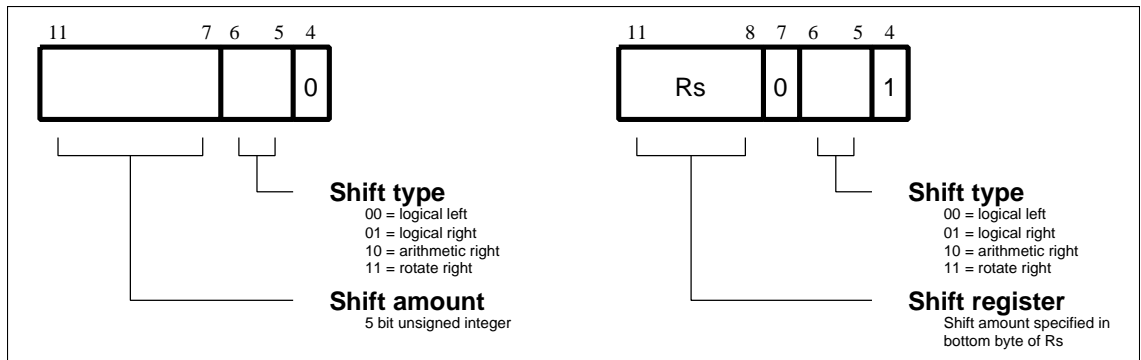 11 7 6 5 4
0
Shift type
00 = logical left
01 = logical right
10 = arithmetic right
11 = rotate right
Shift amount
5 bit unsigned integer
11 8 7 6 5 4
Rs 0 1
Shift type
00 = logical left
01 = logical right
10 = arithmetic right
11 = rotate right
Shift register
Shift amount specified in
bottom byte of Rs